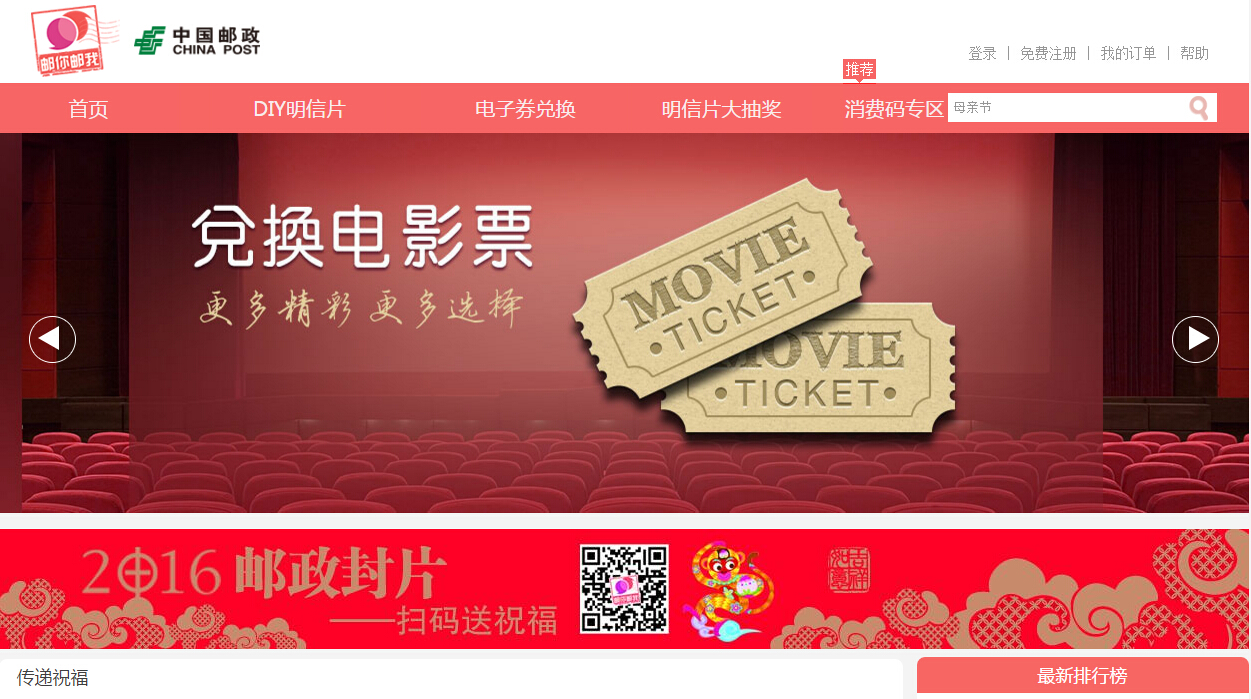 邮你邮我
中国邮政
CHINA POST
登录 | 免费注册 | 我的订单 | 帮助
推荐
首页 DIY明信片 电子券兑换 明信片大抽奖 消费码专区 母亲节
兑换电影票
更多精彩 更多选择
MOVIE
TICKET
MOVIE
TICKET
2016 邮政封片
——扫码送祝福
邮你邮我
传递祝福
最新排行榜